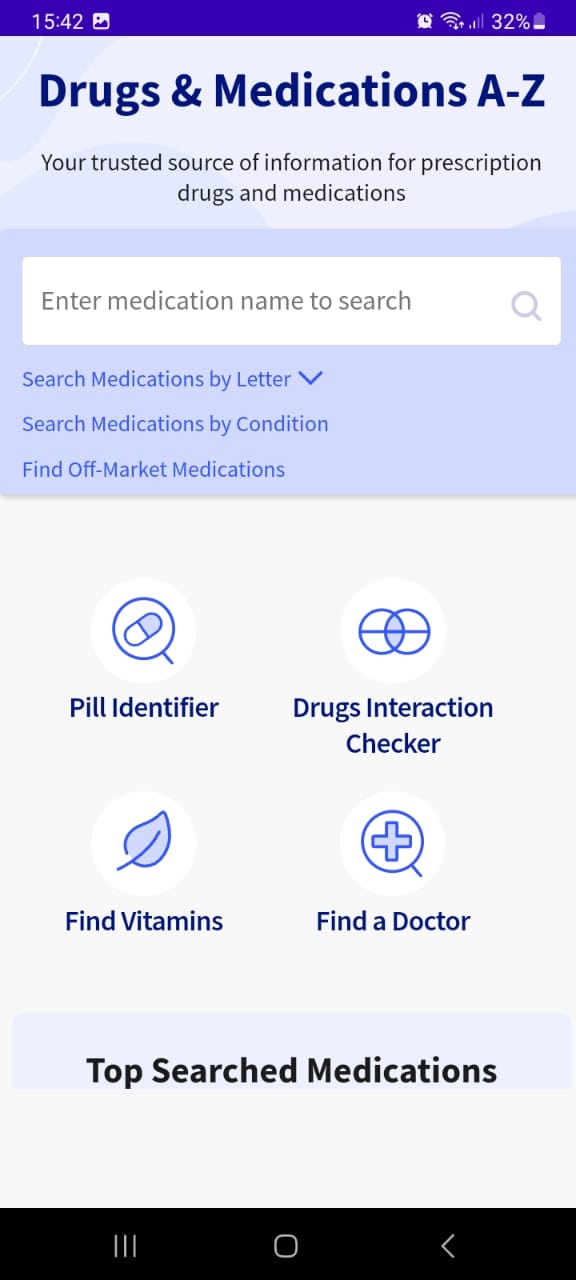 15:42
32%
Drugs & Medications A-Z
Your trusted source of information for prescription
drugs and medications
Enter medication name to search
Search Medications by Letter
Search Medications by Condition
Find Off-Market Medications
Pill Identifier
Drugs Interaction
Checker
Find Vitamins
Find a Doctor
Top Searched Medications